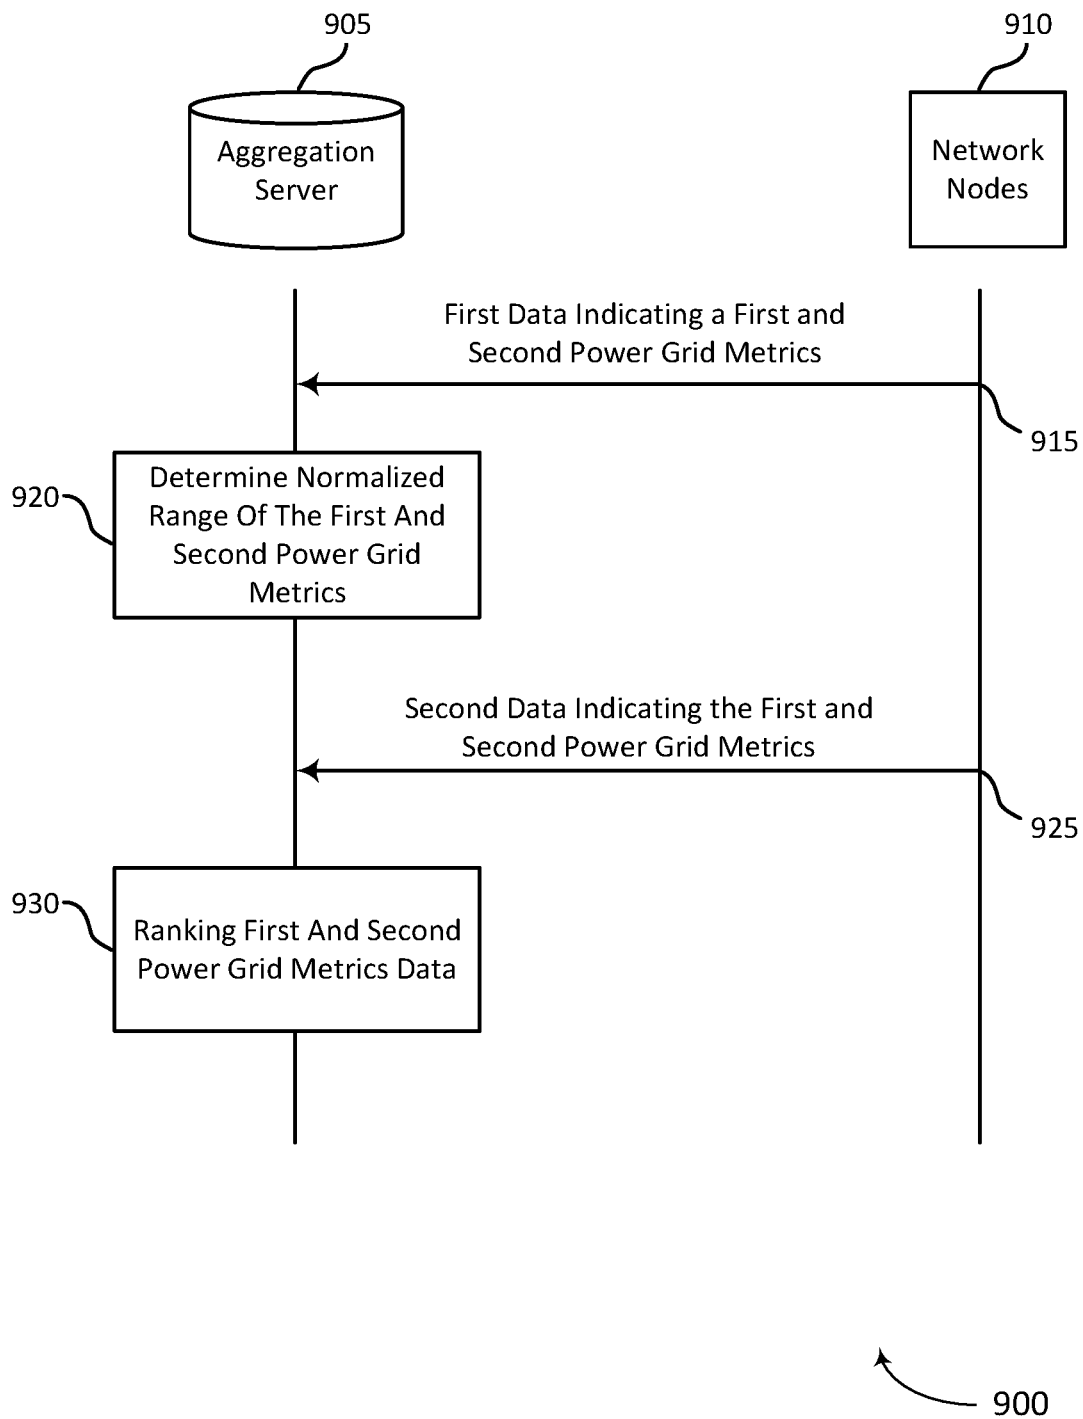 905
910
Aggregation
Server
Network
Nodes
First Data Indicating a First and
Second Power Grid Metrics
915
920
Determine Normalized
Range Of The First And
Second Power Grid
Metrics
Second Data Indicating the First and
Second Power Grid Metrics
925
930
Ranking First And Second
Power Grid Metrics Data
900